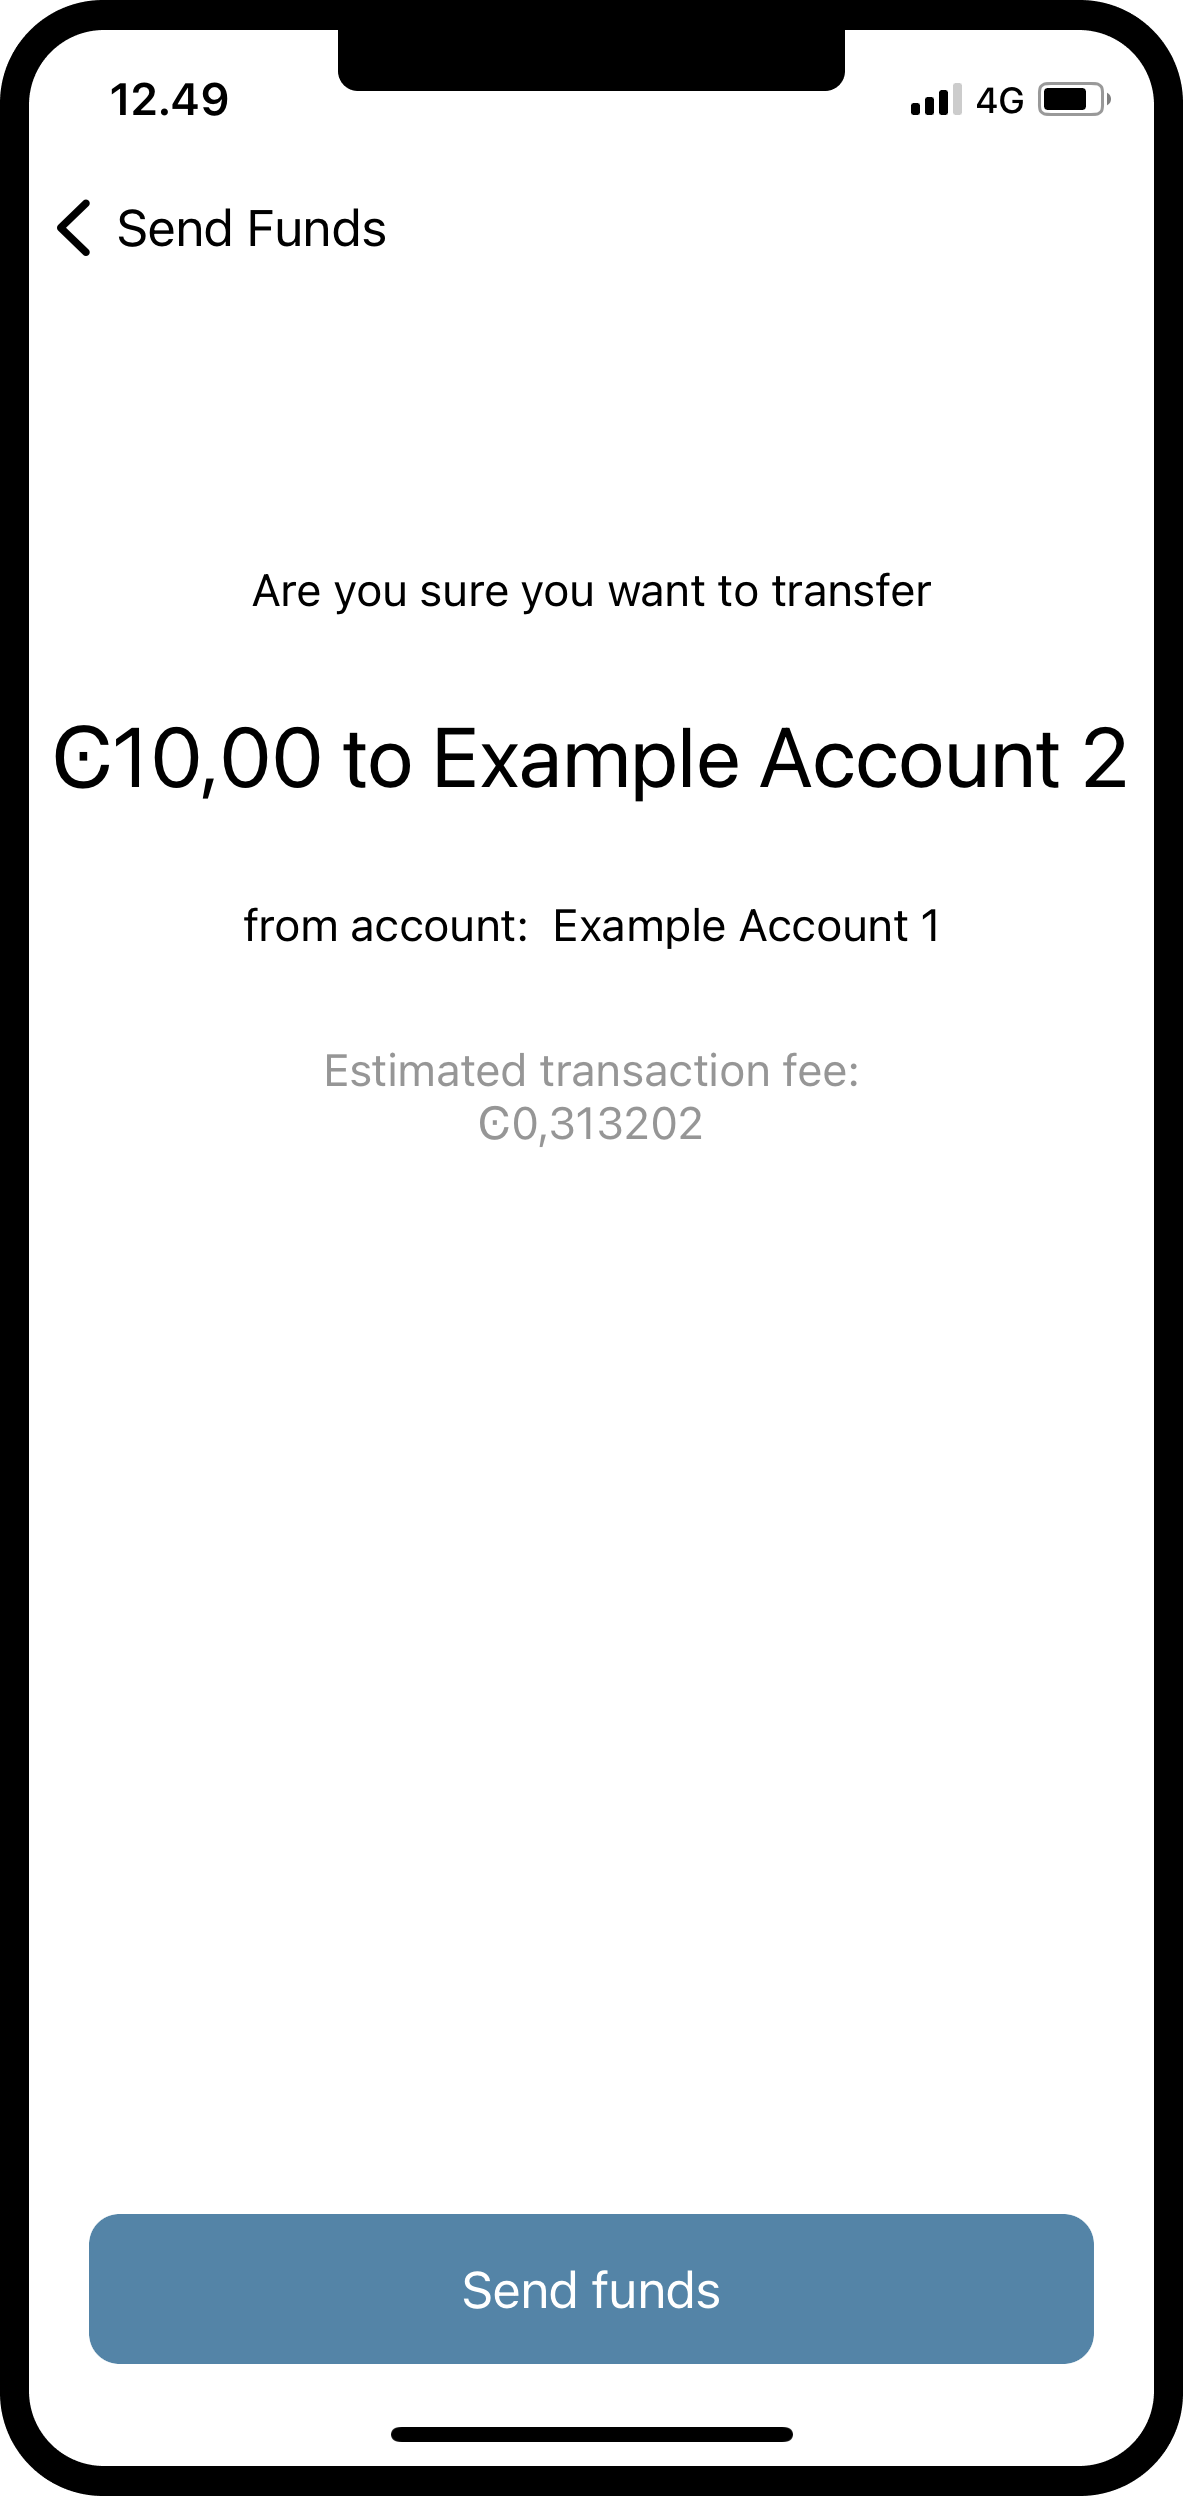 12.49
4G
Send Funds
Are you sure you want to transfer
Ͼ10,00 to Example Account 2
from account: Example Account 1
Estimated transaction fee:
Ͼ0,313202
Send funds